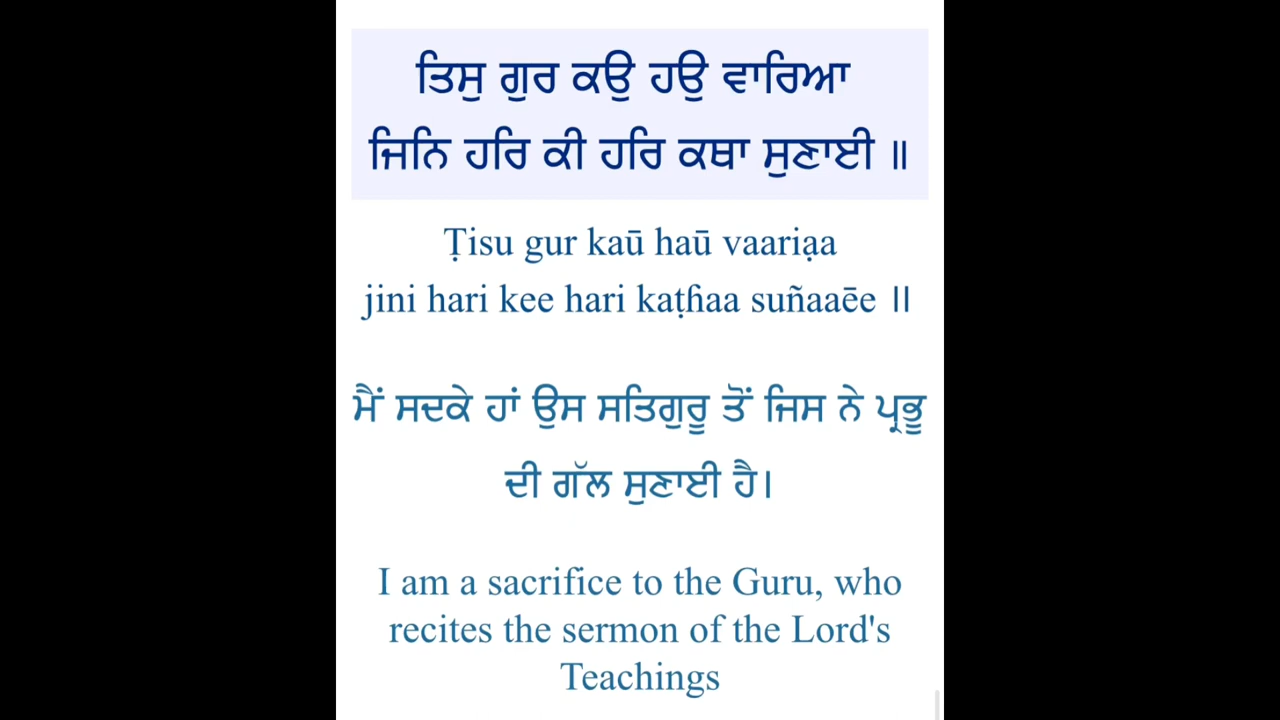 ਤਿਸੁ ਗੁਰ ਕਉ ਹਉ ਵਾਰਿਆ
ਜਿਨਿ ਹਰਿ ਕੀ ਹਰਿ ਕਥਾ ਸੁਣਾਈ ॥
Ṭisu gur kaū haū vaariạa
jini hari kee hari kaṭɦaa suñaaēe ||
ਮੈਂ ਸਦਕੇ ਹਾਂ ਉਸ ਸਤਿਗੁਰੂ ਤੋਂ ਜਿਸ ਨੇ ਪ੍ਰਭੂ
ਦੀ ਗੱਲ ਸੁਣਾਈ ਹੈ।
I am a sacrifice to the Guru, who
recites the sermon of the Lord's
Teachings